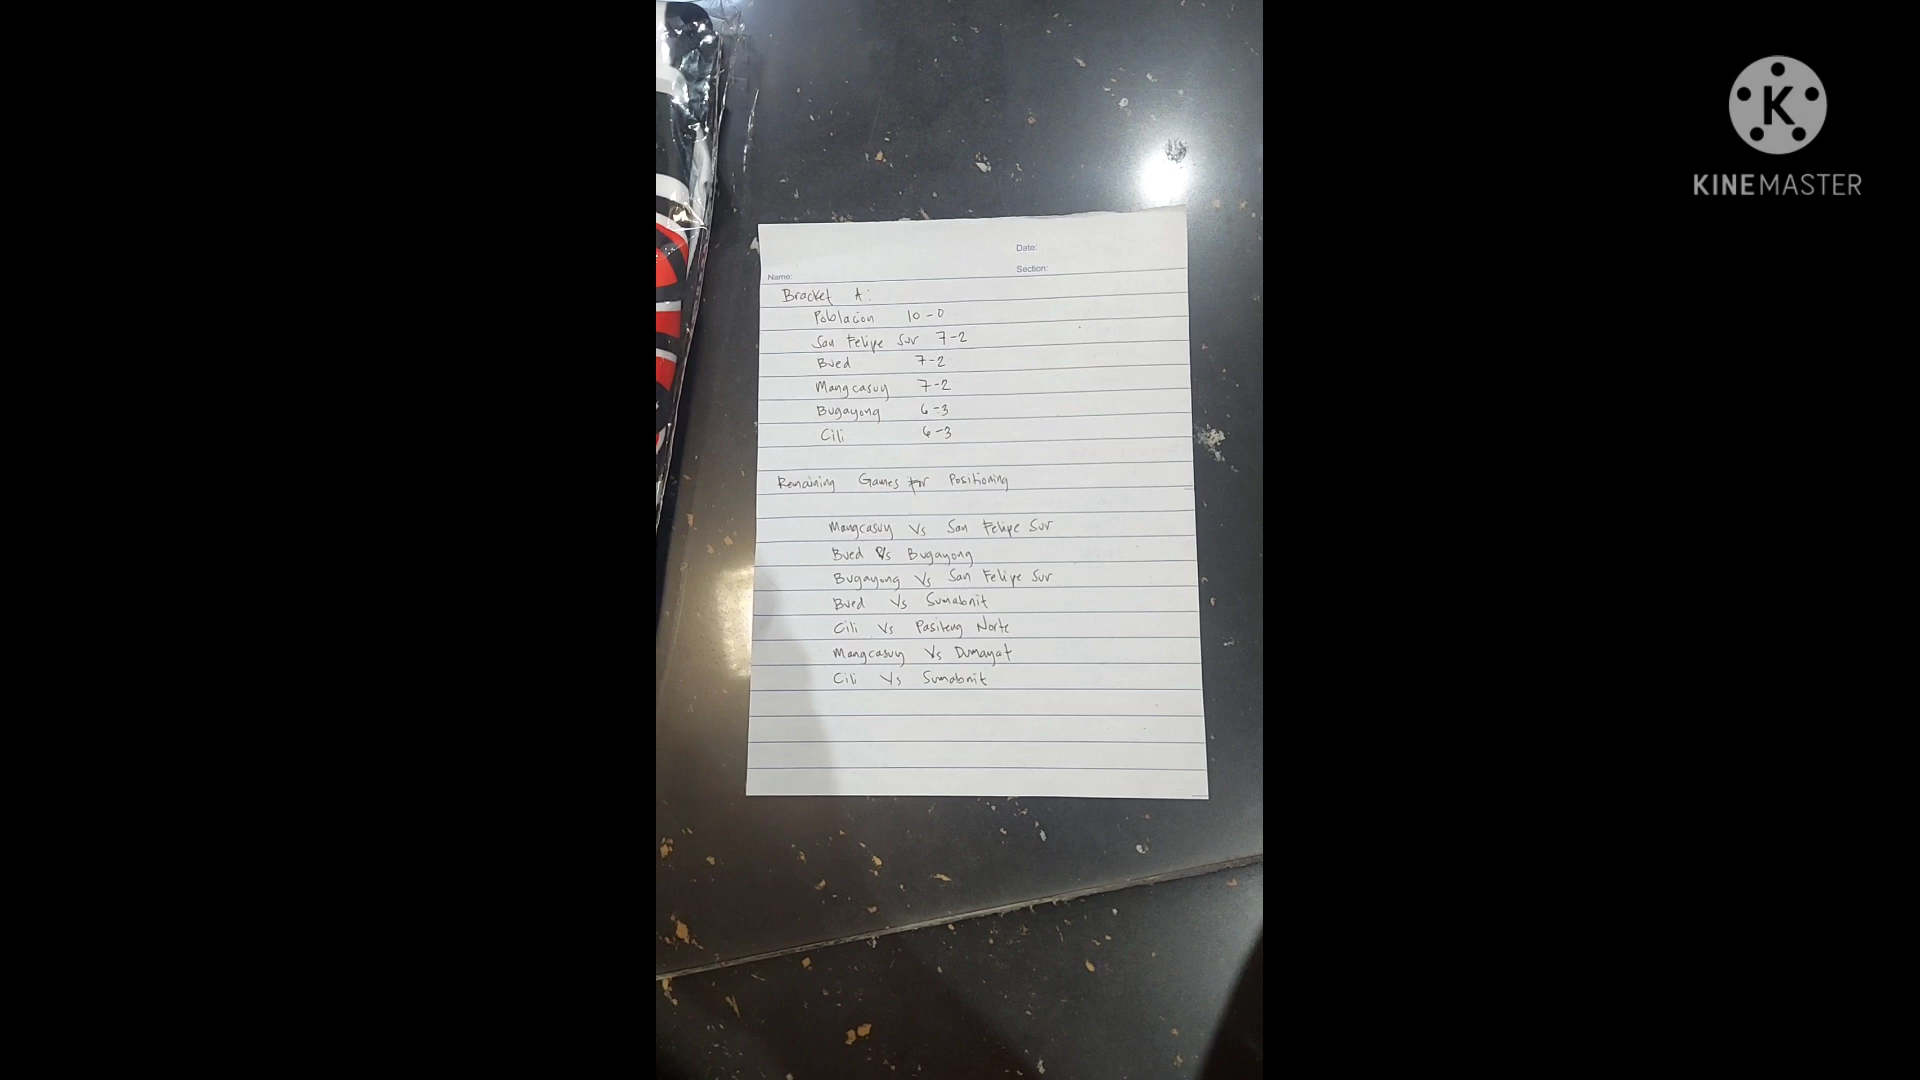 Date:
Section:
Name:
Bracket A:
Poblacion 10-0
San Felipe Sur 7-2
Bued 7-2
Mangcasuy 7-2
Bugayong 6-3
Cili 6-3
Remaining Games for Positioning
Mangcasuy Vs San Felipe Sur
Bued Vs Bugayong
Bugayong Vs San Felipe Sur
Bued Vs Sumabnit
Cili Vs Pasileng Norte
Mangcasuy Vs Dumayat
Cili Vs Sumabnit
K
KINEMASTER